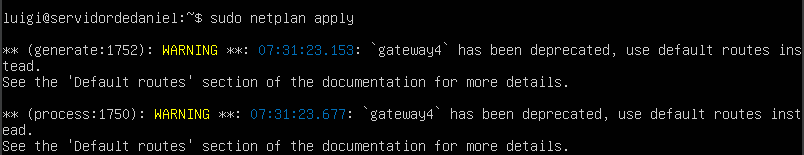 luigi@servidordedaniel:~$ sudo netplan apply
** (generate:1752): WARNING **: 07:31:23.153: `gateway4` has been deprecated, use default routes ins
tead.
See the 'Default routes' section of the documentation for more details.
** (process:1750): WARNING **: 07:31:23.677: `gateway4` has been deprecated, use default routes inst
ead.
See the 'Default routes' section of the documentation for more details.